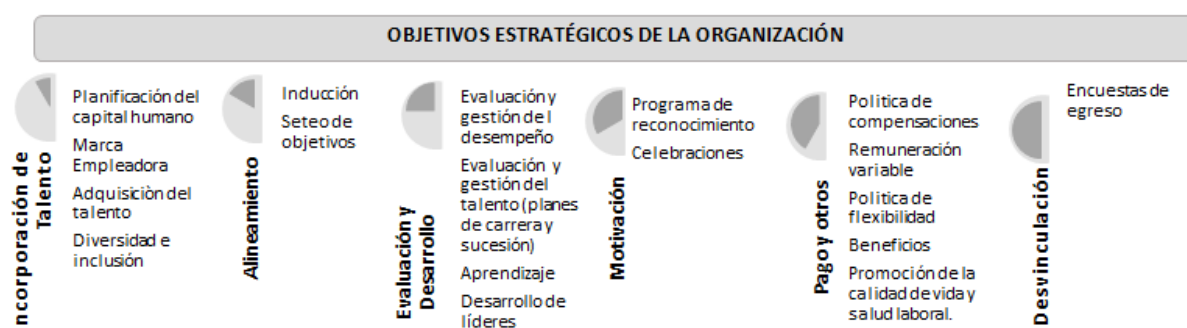 OBJETIVOS ESTRATÉGICOS DE LA ORGANIZACIÓN
ncorporación de
Talento
Planificación del
capital humano
Marca
Empleadora
Adquisiciòn del
talento
Diversidad e
inclusión
Alineamiento
Inducción
Seteo de
objetivos
Evaluación y
Desarrollo
Evaluación y
gestión de l
desempeño
Evaluación y
gestión del
talento (planes
de carrera y
sucesión)
Aprendizaje
Desarrollo de
líderes
Motivación
Programa de
reconocimiento
Celebraciones
Pago y otros
Politica de
compensaciones
Remuneración
variable
Politica de
flexibilidad
Beneficios
Promoción de la
calidad de vida y
salud laboral.
Desvinculación
Encuestas de
egreso